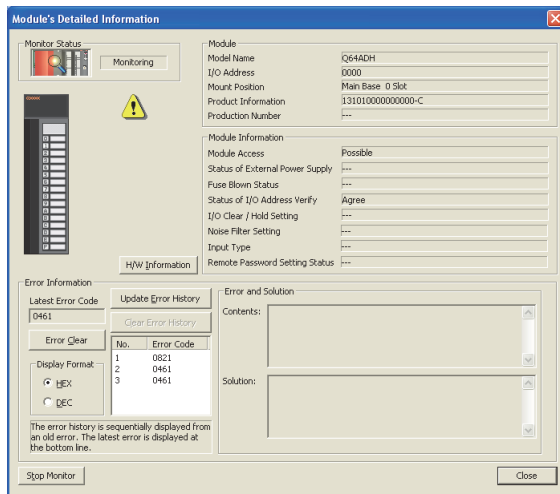 Module's Detailed Information
Monitor Status
Monitoring
H/W Information
Module
Model Name Q64ADH
I/O Address 0000
Mount Position Main Base 0 Slot
Product Information 131010000000000-C
Production Number ---
Module Information
Module Access Possible
Status of External Power Supply ---
Fuse Blown Status ---
Status of I/O Address Verify Agree
I/O Clear / Hold Setting ---
Noise Filter Setting ---
Input Type ---
Remote Password Setting Status ---
Error Information
Latest Error Code
0461
Error Clear
Update Error History
Clear Error History
Display Format
HEX
DEC
No. Error Code
1 0821
2 0461
3 0461
The error history is sequentially displayed from
an old error. The latest error is displayed at
the bottom line.
Error and Solution
Contents:
Solution:
Stop Monitor
Close